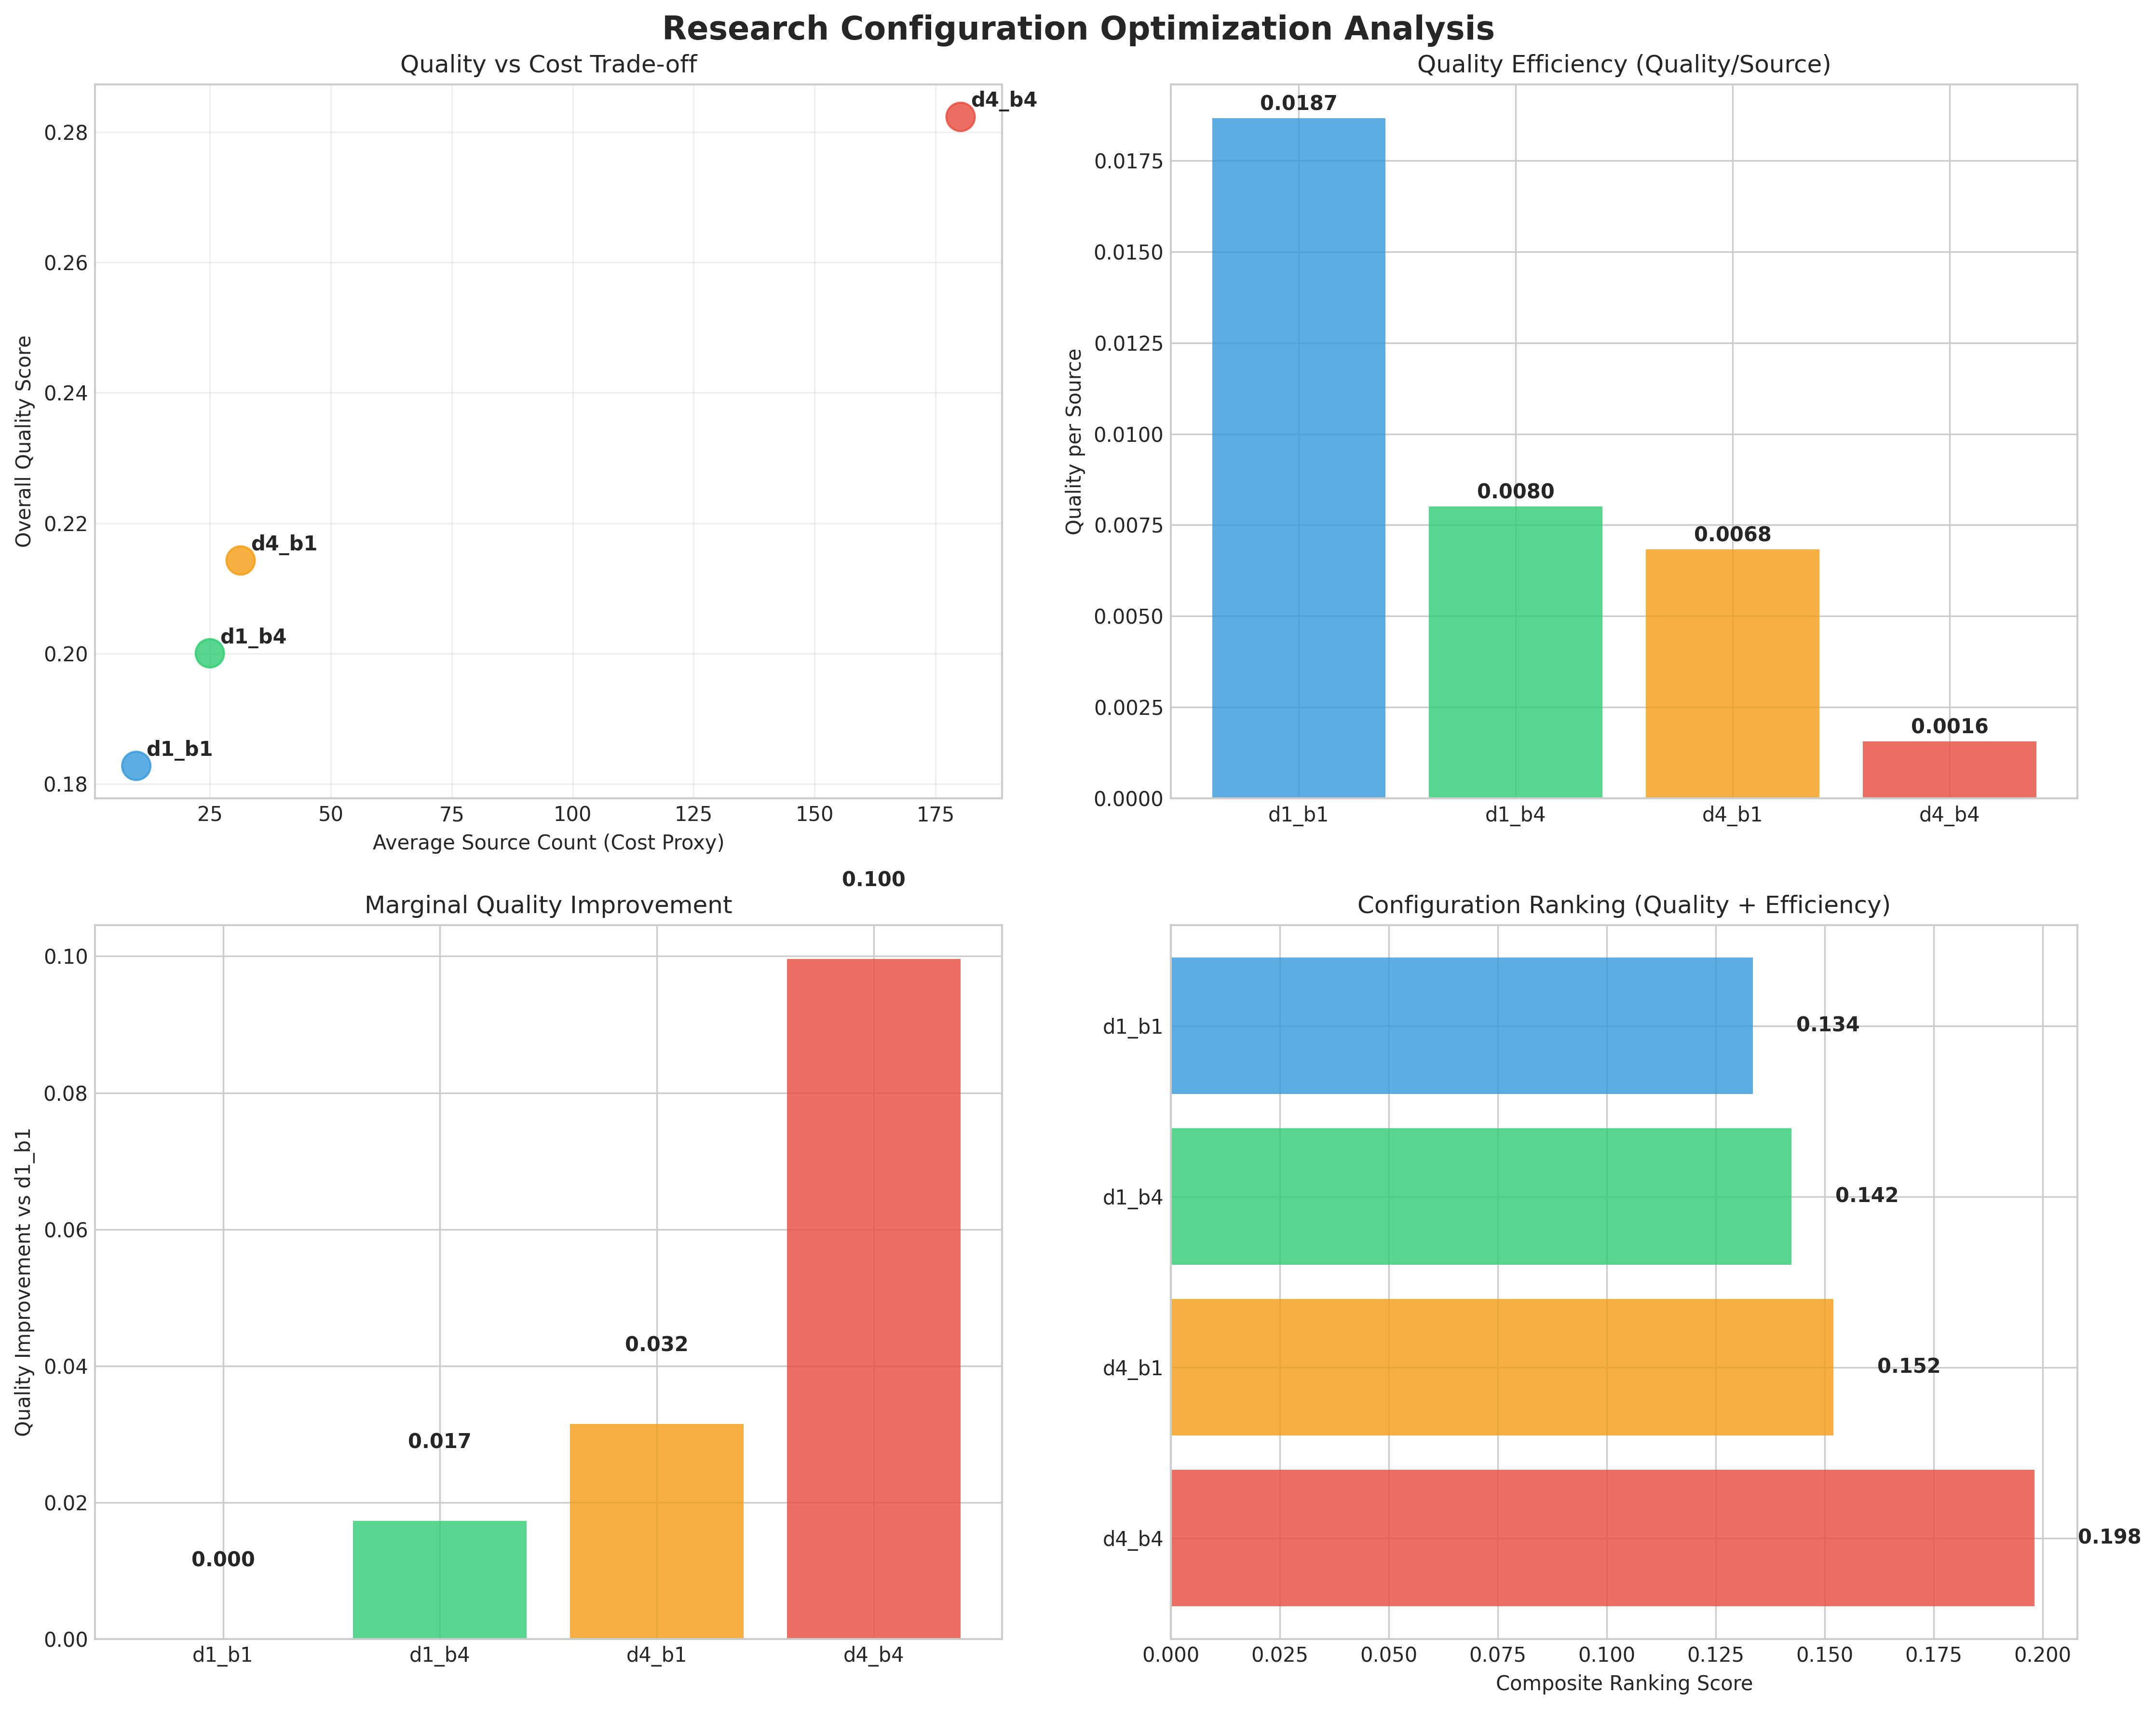 Research Configuration Optimization Analysis
Quality vs Cost Trade-off
Overall Quality Score
0.28
0.26
0.24
0.22
0.20
0.18
d4_b4
d4_b1
d1_b4
d1_b1
25 50 75 100 125 150 175
Average Source Count (Cost Proxy)
Quality Efficiency (Quality/Source)
Quality per Source
0.0175
0.0150
0.0125
0.0100
0.0075
0.0050
0.0025
0.0000
0.0187
0.0080
0.0068
0.0016
d1_b1 d1_b4 d4_b1 d4_b4
Marginal Quality Improvement
Quality Improvement vs d1_b1
0.10
0.08
0.06
0.04
0.02
0.00
0.100
0.032
0.017
0.000
d1_b1 d1_b4 d4_b1 d4_b4
Configuration Ranking (Quality + Efficiency)
d1_b1 0.134
d1_b4 0.142
d4_b1 0.152
d4_b4 0.198
0.000 0.025 0.050 0.075 0.100 0.125 0.150 0.175 0.200
Composite Ranking Score